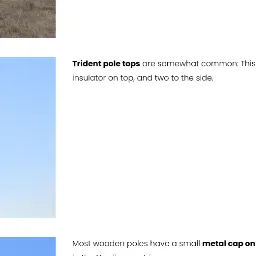 Trident pole tops are somewhat common: This
insulator on top, and two to the side.
Most wooden poles have a small metal cap on